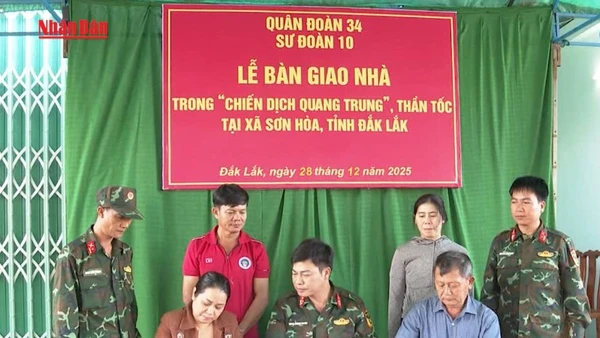 Nhân Dân
QUÂN ĐOÀN 34
SƯ ĐOÀN 10
LỄ BÀN GIAO NHÀ
TRONG “CHIẾN DỊCH QUANG TRUNG”, THẦN TỐC
TẠI XÃ SƠN HÒA, TỈNH ĐẮK LẮK
Đắk Lắk, ngày 28 tháng 12 năm 2025